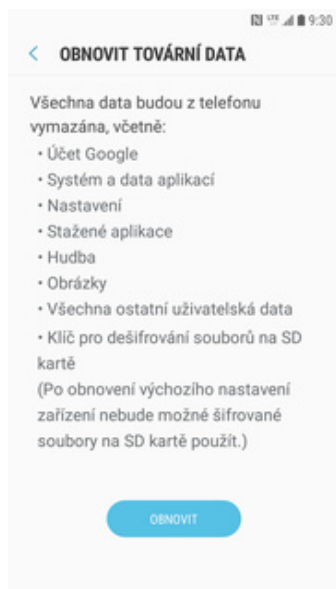 LTE 9:30
OBNOVIT TOVÁRNÍ DATA
Všechna data budou z telefonu
vymazána, včetně:
• Účet Google
• Systém a data aplikací
• Nastavení
• Stažené aplikace
• Hudba
• Obrázky
• Všechna ostatní uživatelská data
• Klíč pro dešifrování souborů na SD
kartě
(Po obnovení výchozího nastavení
zařízení nebude možné šifrované
soubory na SD kartě použít.)
OBNOVIT